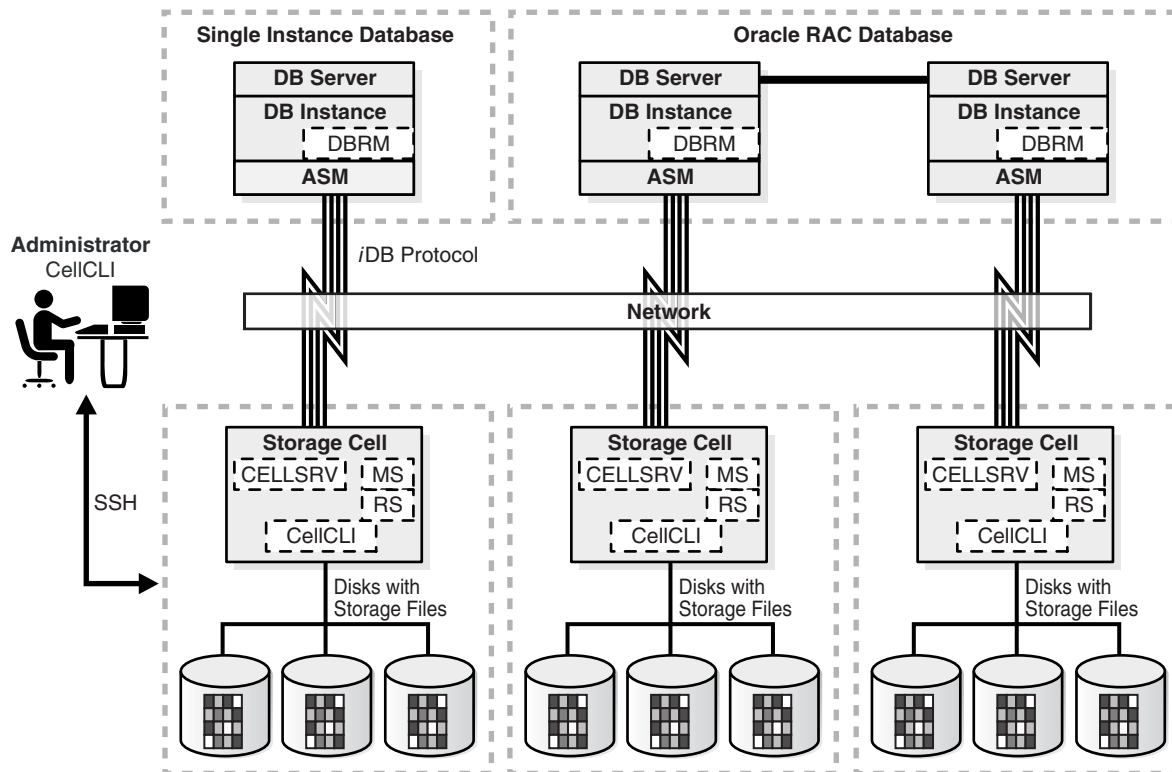 Single Instance Database
Oracle RAC Database
DB Server
DB Instance
DBRM
ASM
DB Server
DB Instance
DBRM
ASM
DB Server
DB Instance
DBRM
ASM
Administrator
CellCLI
iDB Protocol
Network
SSH
Storage Cell
CELLSRV
MS
RS
CellCLI
Disks with
Storage Files
Storage Cell
CELLSRV
MS
RS
CellCLI
Disks with
Storage Files
Storage Cell
CELLSRV
MS
RS
CellCLI
Disks with
Storage Files